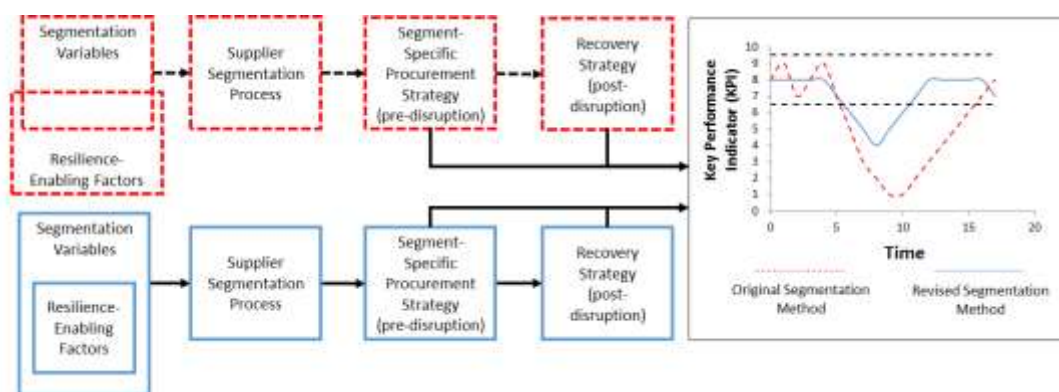 Segmentation
Variables
Resilience-
Enabling Factors
Supplier
Segmentation
Process
Segment-
Specific
Procurement
Strategy
(pre-disruption)
Recovery
Strategy
(post-
disruption)
Segmentation
Variables
Resilience-
Enabling
Factors
Supplier
Segmentation
Process
Segment-
Specific
Procurement
Strategy
(pre-disruption)
Recovery
Strategy
(post-
disruption)
Key Performance
Indicator (KPI)
10
9
8
7
6
5
4
3
2
1
0
0 5 10 15 20
Time
Original Segmentation
Method
Revised Segmentation
Method